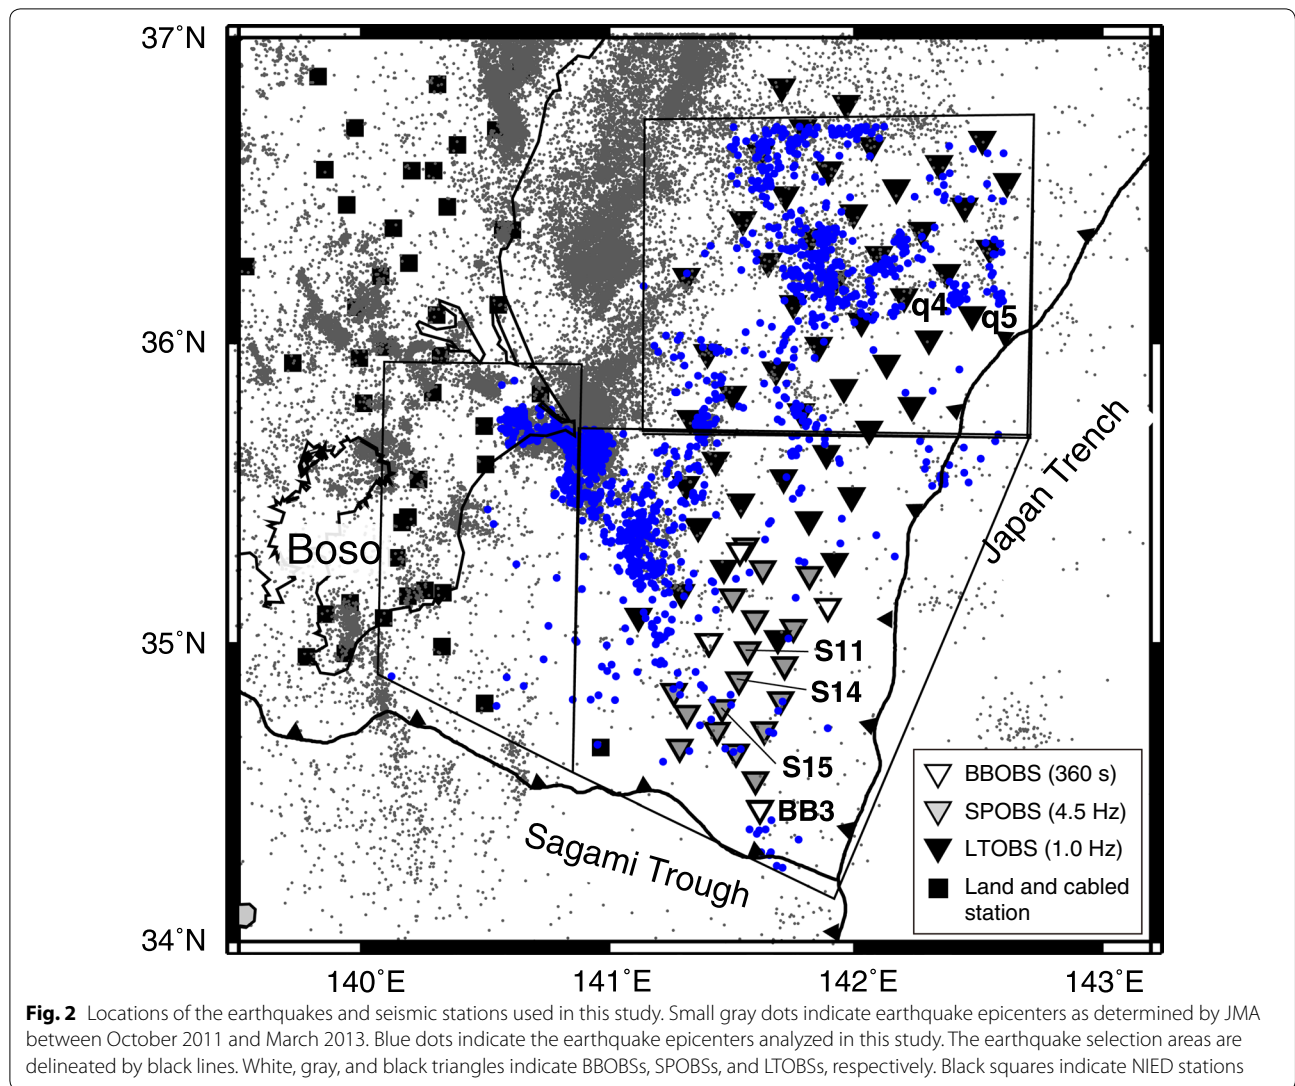 37˚N
36˚N
35˚N
34˚N
140˚E
141˚E
142˚E
143˚E
q4
q5
Boso
Japan Trench
S11
S14
S15
BB3
Sagami Trough
BBOBS (360 s)
SPOBS (4.5 Hz)
LTOBS (1.0 Hz)
Land and cabled
station
Fig. 2 Locations of the earthquakes and seismic stations used in this study. Small gray dots indicate earthquake epicenters as determined by JMA
between October 2011 and March 2013. Blue dots indicate the earthquake epicenters analyzed in this study. The earthquake selection areas are
delineated by black lines. White, gray, and black triangles indicate BBOBSs, SPOBSs, and LTOBSs, respectively. Black squares indicate NIED stations